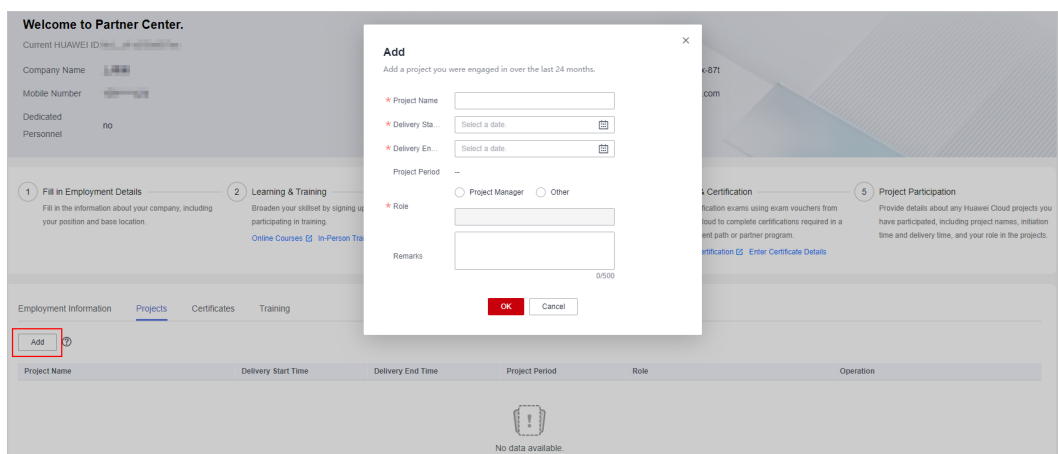 Welcome to Partner Center.
Current HUAWEI ID:
Company Name
Mobile Number
Dedicated
Personnel
no
x-87t
.com
Add
Add a project you were engaged in over the last 24 months.
* Project Name
* Delivery Sta... Select a date.
* Delivery En... Select a date.
Project Period --
Project Manager Other
* Role
Remarks
0/500
OK Cancel
1 Fill in Employment Details
Fill in the information about your company, including
your position and base location.
2 Learning & Training
Broaden your skillset by signing up
participating in training.
Online Courses In-Person Tra
& Certification
fication exams using exam vouchers from
loud to complete certifications required in a
ent path or partner program.
ertification Enter Certificate Details
5 Project Participation
Provide details about any Huawei Cloud projects you
have participated, including project names, initiation
time and delivery time, and your role in the projects.
Employment Information Projects Certificates Training
Add
Project Name Delivery Start Time Delivery End Time Project Period Role Operation
No data available.